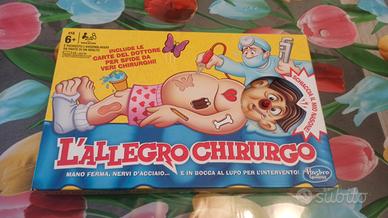 6+
INCLUDE LE
CARTE DEL DOTTORE
PER SFIDE DA
VERI CHIRURGHI!
L'ALLEGRO CHIRURGO
MANO FERMA, NERVI D'ACCIAIO... E IN BOCCA AL LUPO PER L'INTERVENTO!
Hasbro
Gaming
subito